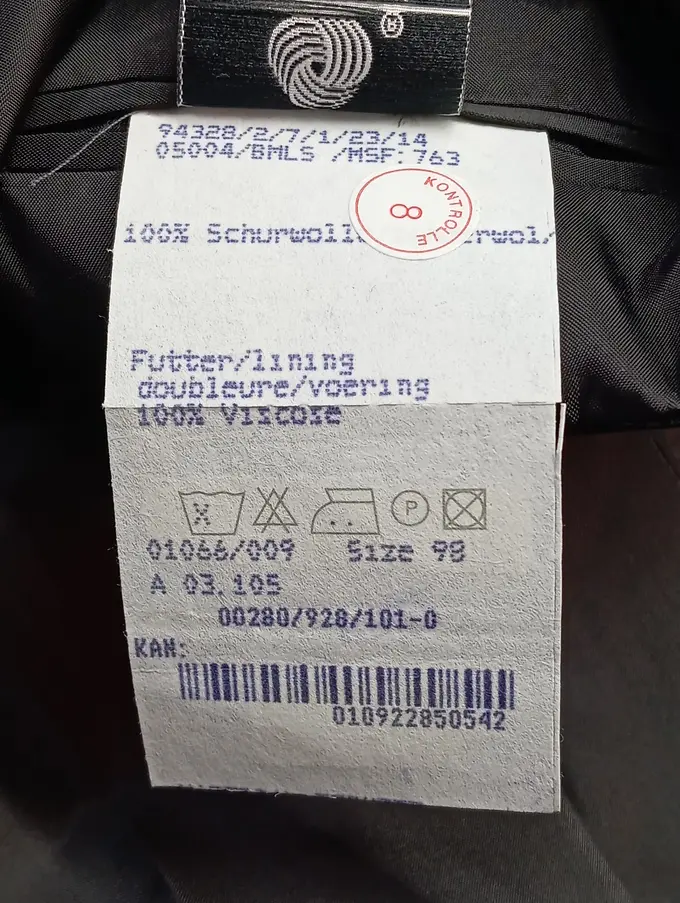 ®
94328/2/7/1/23/14
05004/BMLS /MSF: 763
KONTROLLE
8
100% Schurwoll
Futter/lining
doubleure/voering
100% Viscose
X P
01066/009 Size 98
A 03.105
00280/928/101-0
KAN:
010922850542